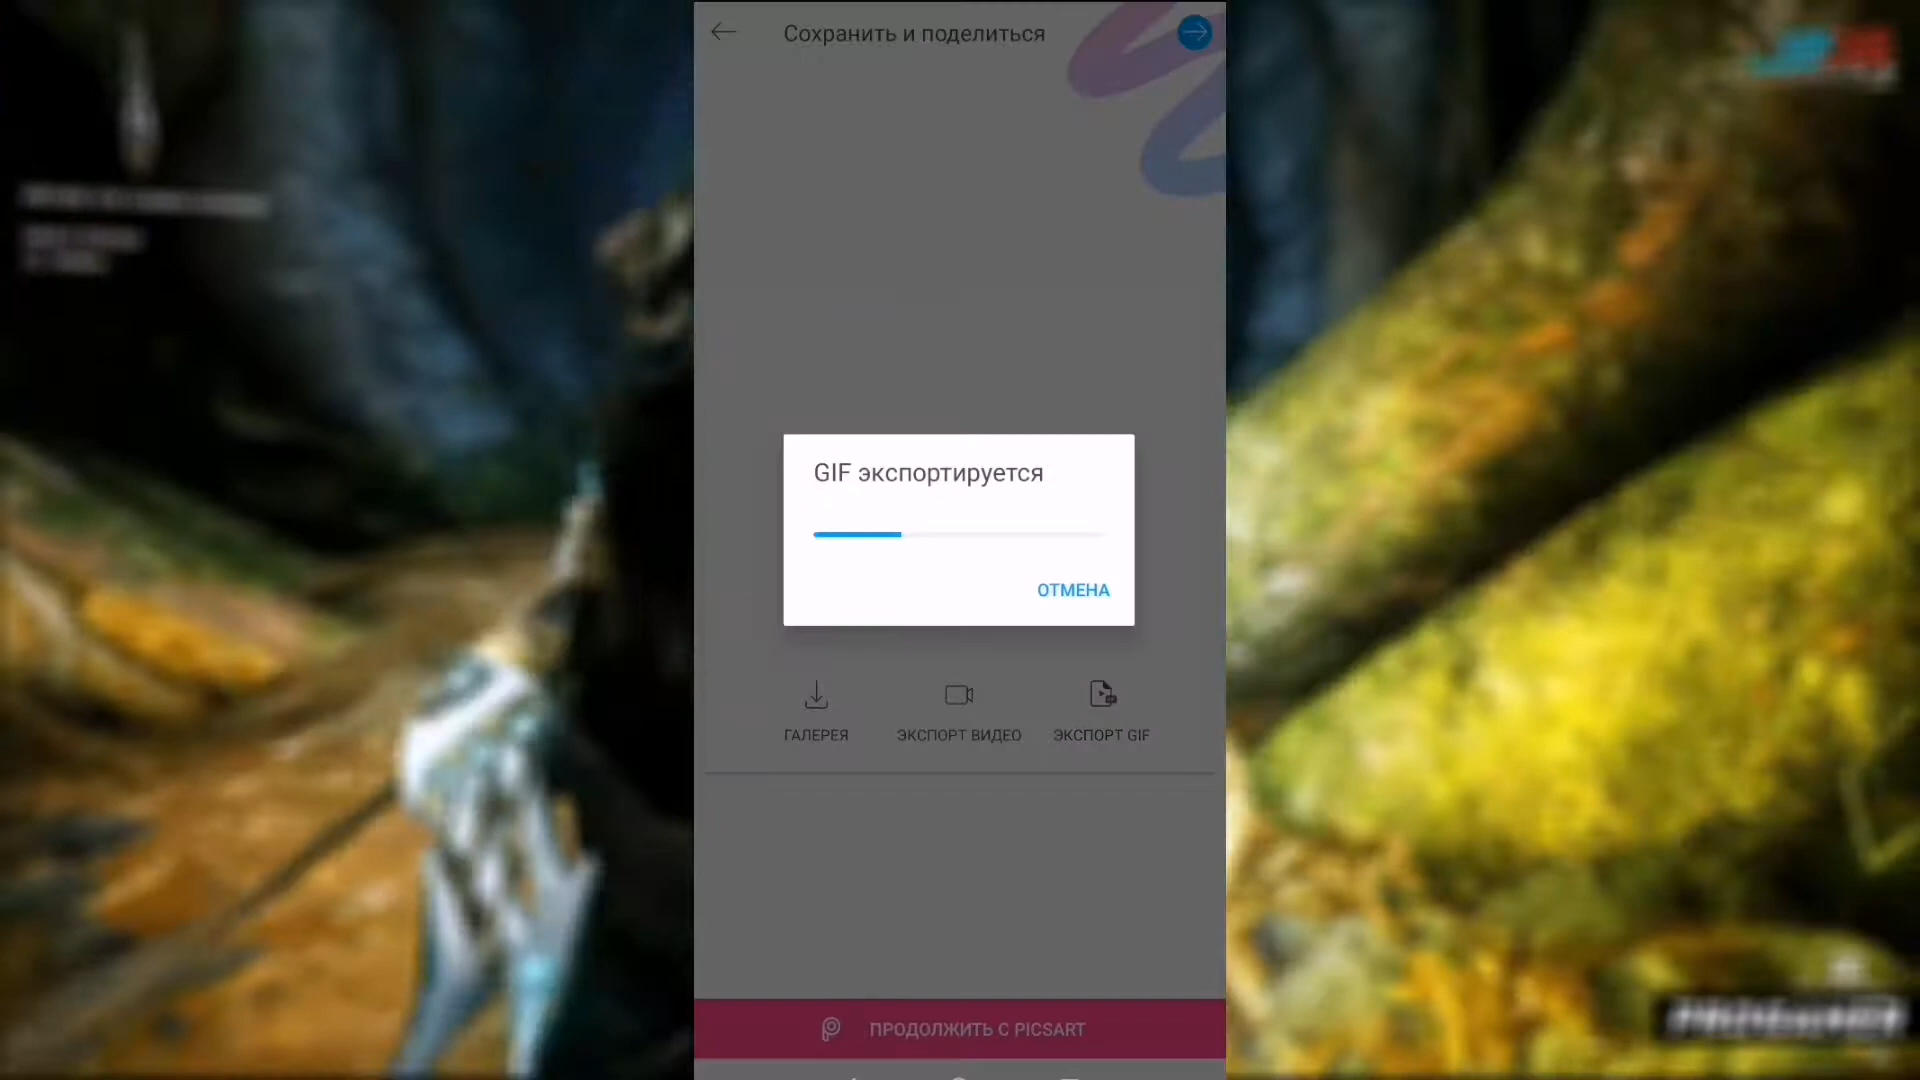 Сохранить и поделиться
GIF экспортируется
ОТМЕНА
ГАЛЕРЕЯ
ЭКСПОРТ ВИДЕО
ЭКСПОРТ GIF
ПРОДОЛЖИТЬ С PICSART